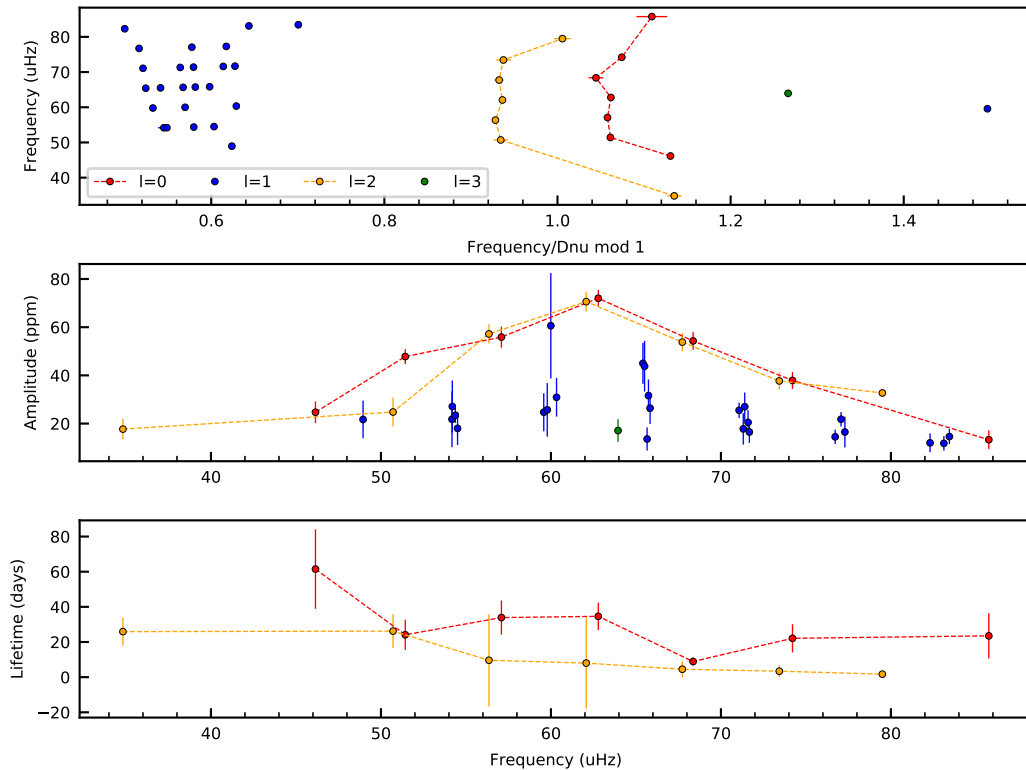 Frequency (uHz)
80
70
60
50
40
l=0 l=1 l=2 l=3
0.6 0.8 1.0 1.2 1.4
Frequency/Dnu mod 1
Amplitude (ppm)
80
60
40
20
40 50 60 70 80
Lifetime (days)
80
60
40
20
0
−20
40 50 60 70 80
Frequency (uHz)